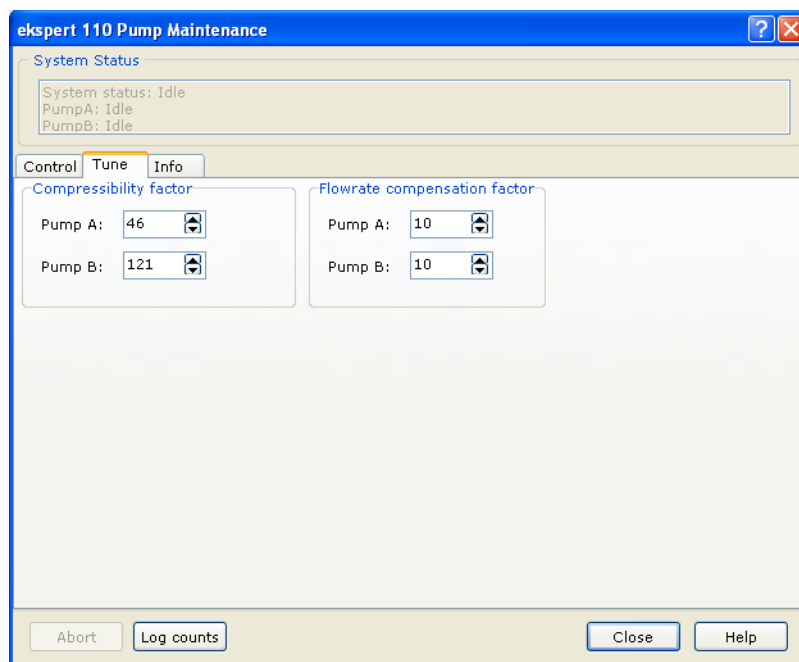 ekspert 110 Pump Maintenance
System Status
System status: Idle
PumpA: Idle
PumpB: Idle
Control Tune Info
Compressibility factor
Pump A: 46
Pump B: 121
Flowrate compensation factor
Pump A: 10
Pump B: 10
Abort Log counts Close Help